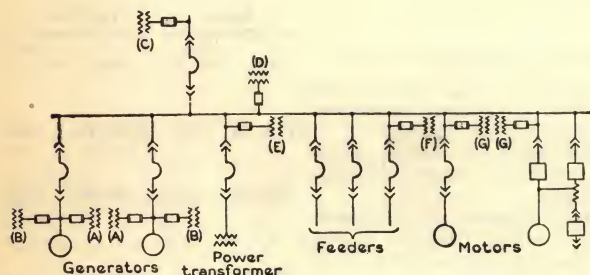 (C)
(D)
(E)
(F)
(G) (G)
(B) (A) (A) (B)
Generators
Power transformer
Feeders
Motors